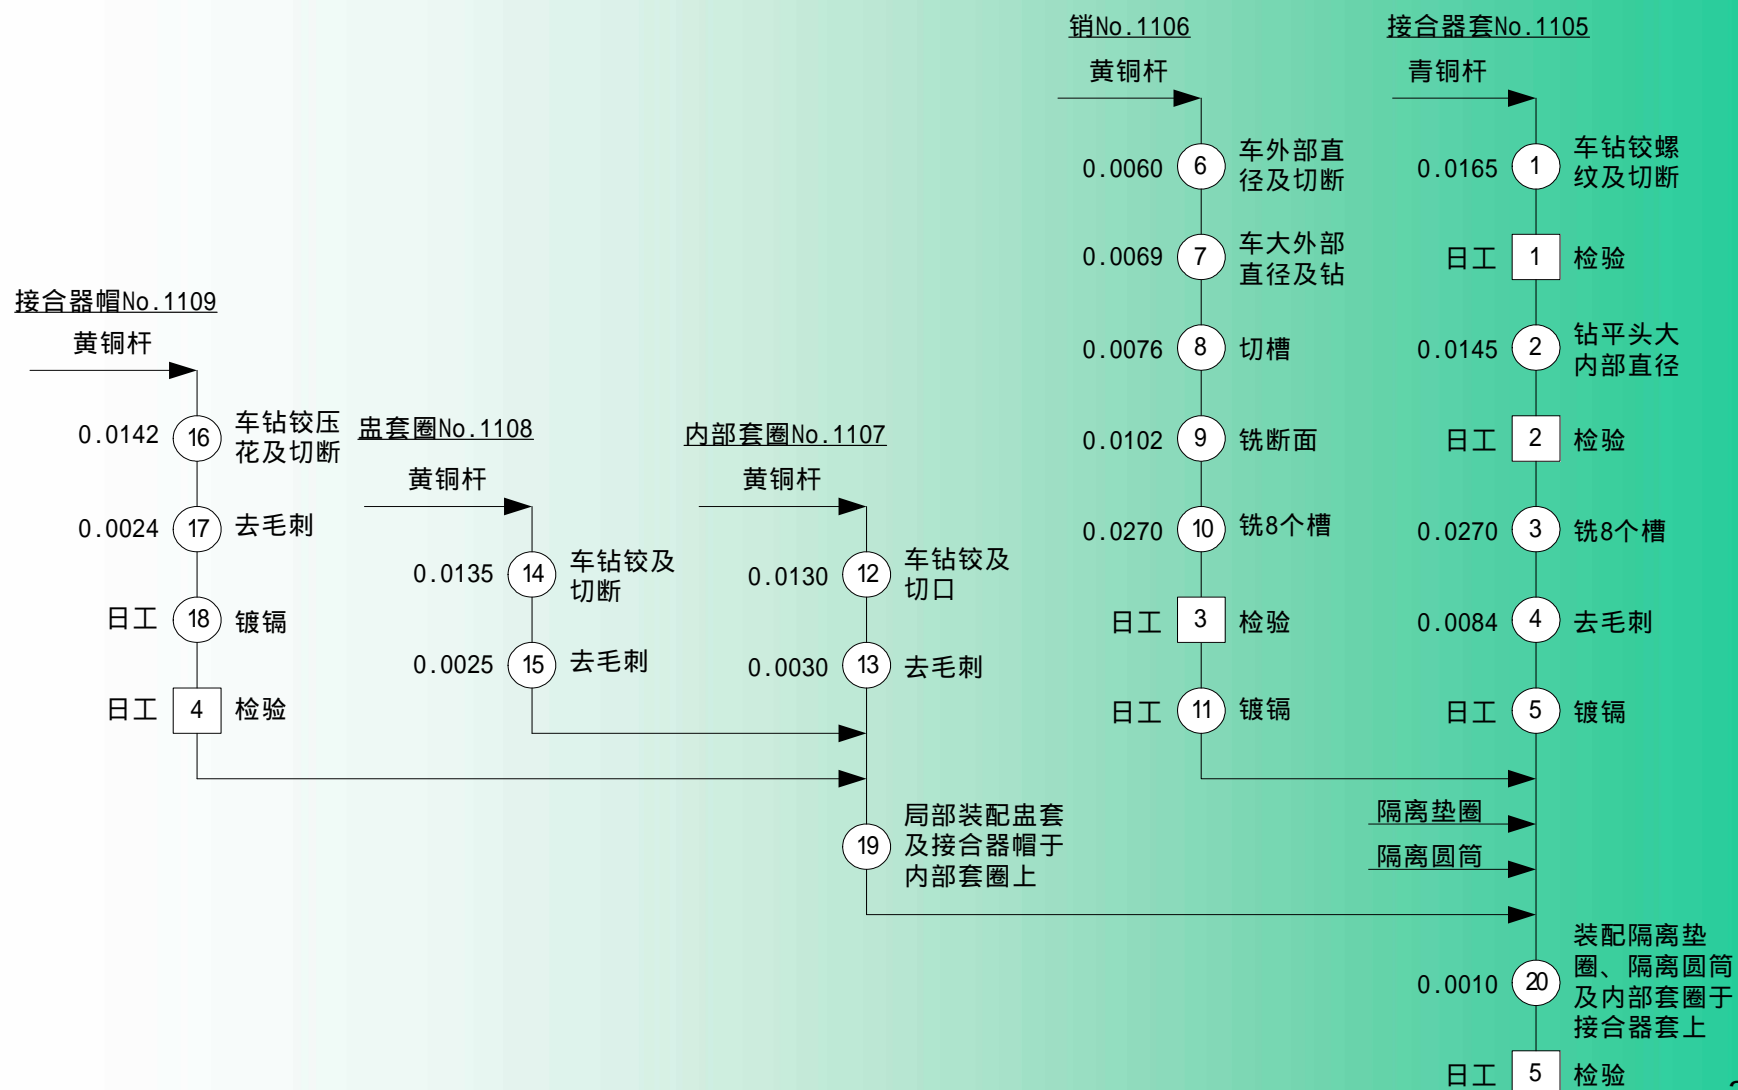 销No.1106
黄铜杆
0.0060 6 车外部直
径及切断
0.0069 7 车大外部
直径及钻
0.0076 8 切槽
0.0102 9 铣断面
0.0270 10 铣8个槽
日工 3 检验
日工 11 镀镉
接合器套No.1105
青铜杆
0.0165 1 车钻铰螺
纹及切断
日工 1 检验
0.0145 2 钻平头大
内部直径
日工 2 检验
0.0270 3 铣8个槽
0.0084 4 去毛刺
日工 5 镀镉
接合器帽No.1109
黄铜杆
0.0142 16 车钻铰压
花及切断
0.0024 17 去毛刺
日工 18 镀镉
日工 4 检验
盅套圈No.1108
黄铜杆
0.0135 14 车钻铰及
切断
0.0025 15 去毛刺
内部套圈No.1107
黄铜杆
0.0130 12 车钻铰及
切口
0.0030 13 去毛刺
19 局部装配盅套
及接合器帽于
内部套圈上
隔离垫圈
隔离圆筒
0.0010 20 装配隔离垫
圈、隔离圆筒
及内部套圈于
接合器套上
日工 5 检验